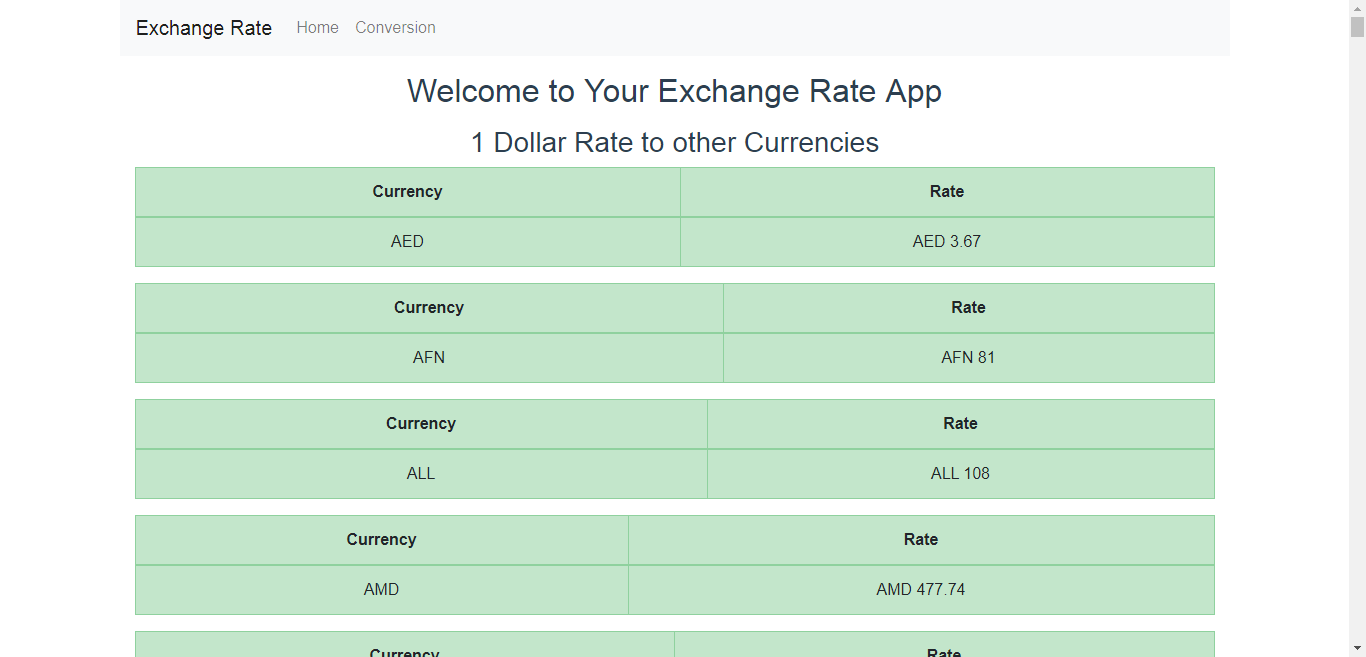 Exchange Rate Home Conversion
Welcome to Your Exchange Rate App
1 Dollar Rate to other Currencies
Currency Rate
AED AED 3.67
Currency Rate
AFN AFN 81
Currency Rate
ALL ALL 108
Currency Rate
AMD AMD 477.74
Currency Rate